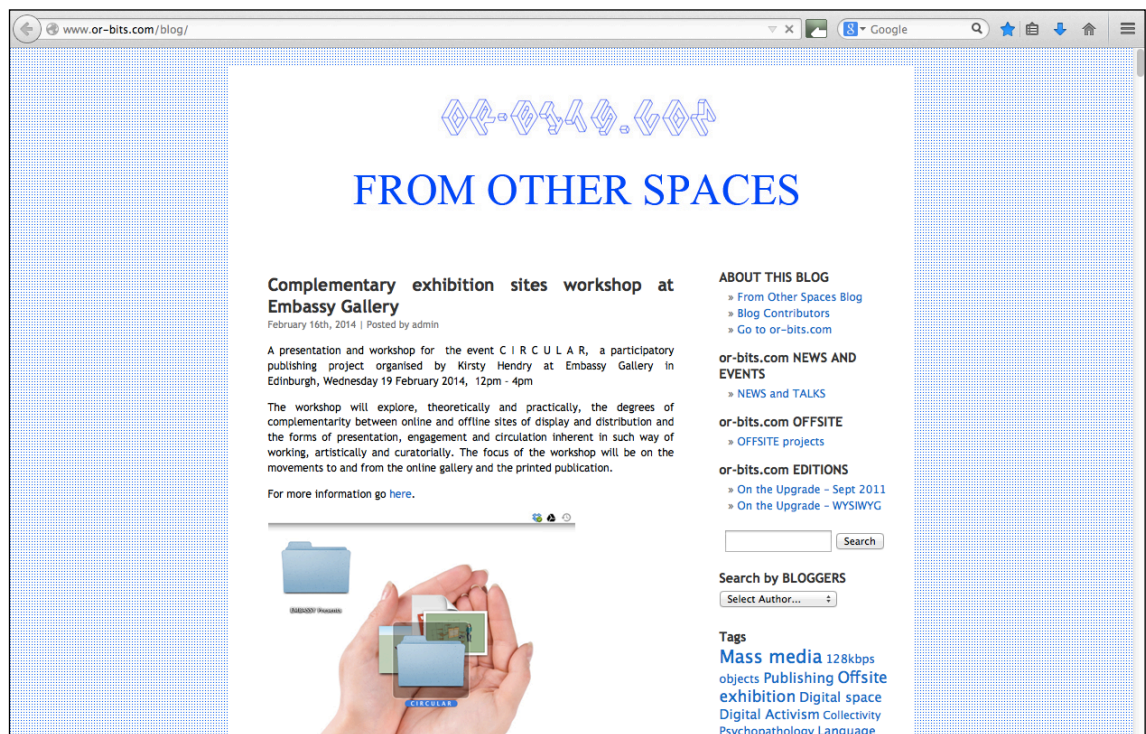 www.or-bits.com/blog/
Google
or-bits.com
FROM OTHER SPACES
Complementary exhibition sites workshop at
Embassy Gallery
February 16th, 2014 | Posted by admin
A presentation and workshop for the event C I R C U L A R, a participatory
publishing project organised by Kirsty Hendry at Embassy Gallery in
Edinburgh, Wednesday 19 February 2014, 12pm - 4pm
The workshop will explore, theoretically and practically, the degrees of
complementarity between online and offline sites of display and distribution and
the forms of presentation, engagement and circulation inherent in such way of
working, artistically and curatorially. The focus of the workshop will be on the
movements to and from the online gallery and the printed publication.
For more information go here.
EMBASSY Presents
CIRCULAR
ABOUT THIS BLOG
» From Other Spaces Blog
» Blog Contributors
» Go to or-bits.com
or-bits.com NEWS AND
EVENTS
» NEWS and TALKS
or-bits.com OFFSITE
» OFFSITE projects
or-bits.com EDITIONS
» On the Upgrade - Sept 2011
» On the Upgrade - WYSIWYG
Search
Search by BLOGGERS
Select Author...
Tags
Mass media 128kbps
objects Publishing Offsite
exhibition Digital space
Digital Activism Collectivity
Psychopathology Language